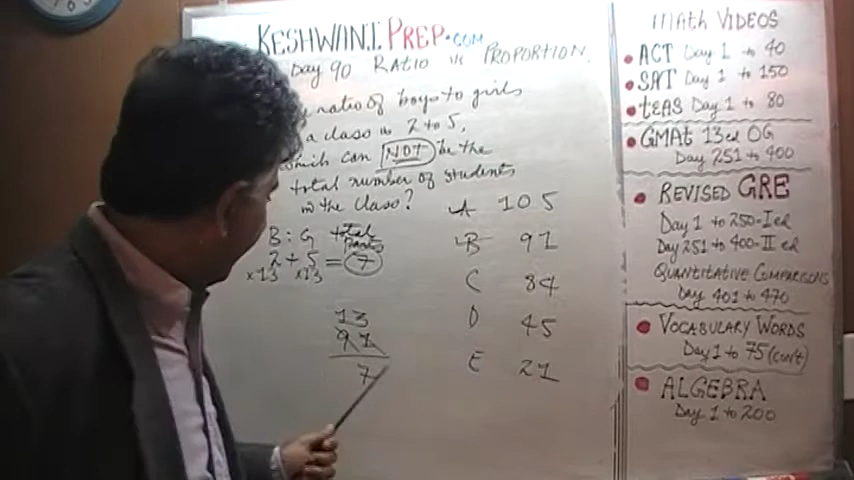 KESHWANI PREP.COM
Day 90 Ratio vs Proportion.
ratio of boys to girls
a class is 2 to 5,
which can NOT be the
total number of students
in the class?
B : G total parts
2 + 5 = 7
x13 x13
13
91
7
A 105
B 91
C 84
D 45
E 21
Math VIDEOS
ACT Day 1 to 40
SAT Day 1 to 150
tEAS Day 1 to 80
GMAt 13ed OG
Day 251 to 400
REVISED GRE
Day 1 to 250=I ed
Day 251 to 400=II ed
QUANTITATIVE COMPARISONS
Day 401 to 470
VOCABULARY WORDS
Day 1 to 75 (con't)
ALGEBRA
Day 1 to 200